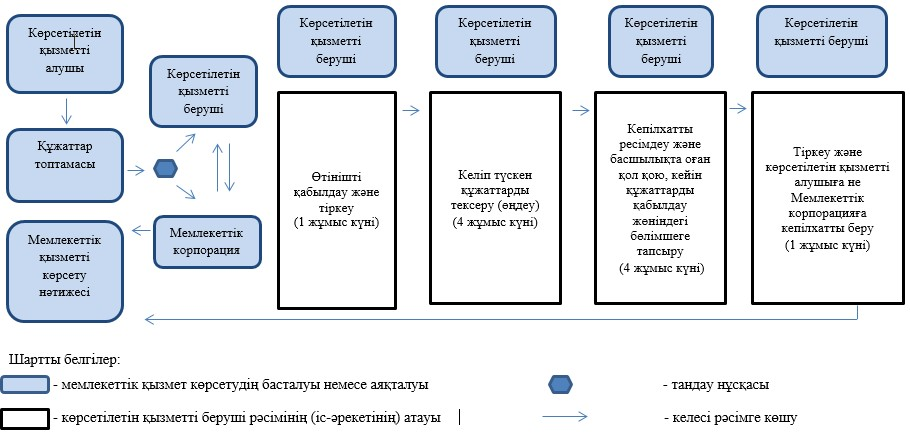 Көрсетілетін
қызметті
алушы
Құжаттар
топтамасы
Мемлекеттік
қызметті
көрсету
нәтижесі
Көрсетілетін
қызметті
беруші
Мемлекеттік
корпорация
Көрсетілетін
қызметті
беруші
Өтінішті
қабылдау және
тіркеу
(1 жұмыс күні)
Көрсетілетін
қызметті
беруші
Келіп түскен
құжаттарды
тексеру (өңдеу)
(4 жұмыс күні)
Көрсетілетін
қызметті
беруші
Кепілхатты
ресімдеу және
басшылықта оған
қол қою, кейін
құжаттарды
қабылдау
жөніндегі
бөлімшеге
тапсыру
(4 жұмыс күні)
Көрсетілетін
қызметті беруші
Тіркеу және
көрсетілетін қызметті
алушыға не
Мемлекеттік
корпорацияға
кепілхатты беру
(1 жұмыс күні)
Шартты белгілер:
- мемлекеттік қызмет көрсетудің басталуы немесе аяқталуы
- таңдау нұсқасы
- көрсетілетін қызметті беруші рәсімінің (іс-әрекетінің) атауы
- келесі рәсімге көшу